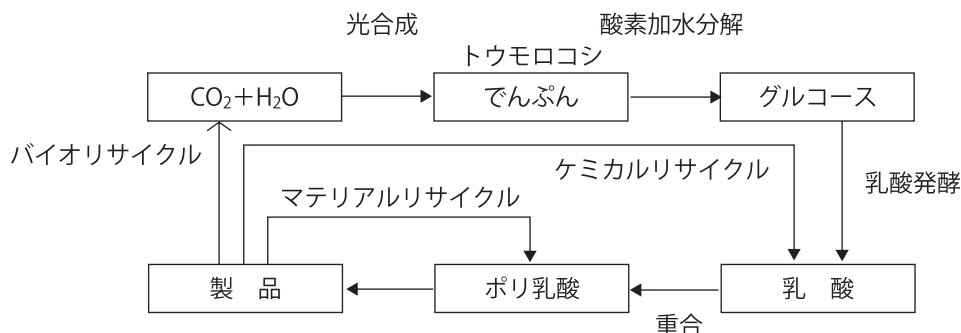 光合成
酸素加水分解
トウモロコシ
CO₂＋H₂O
でんぷん
グルコース
バイオリサイクル
ケミカルリサイクル
乳酸発酵
マテリアルリサイクル
製　品
ポリ乳酸
乳　酸
重合